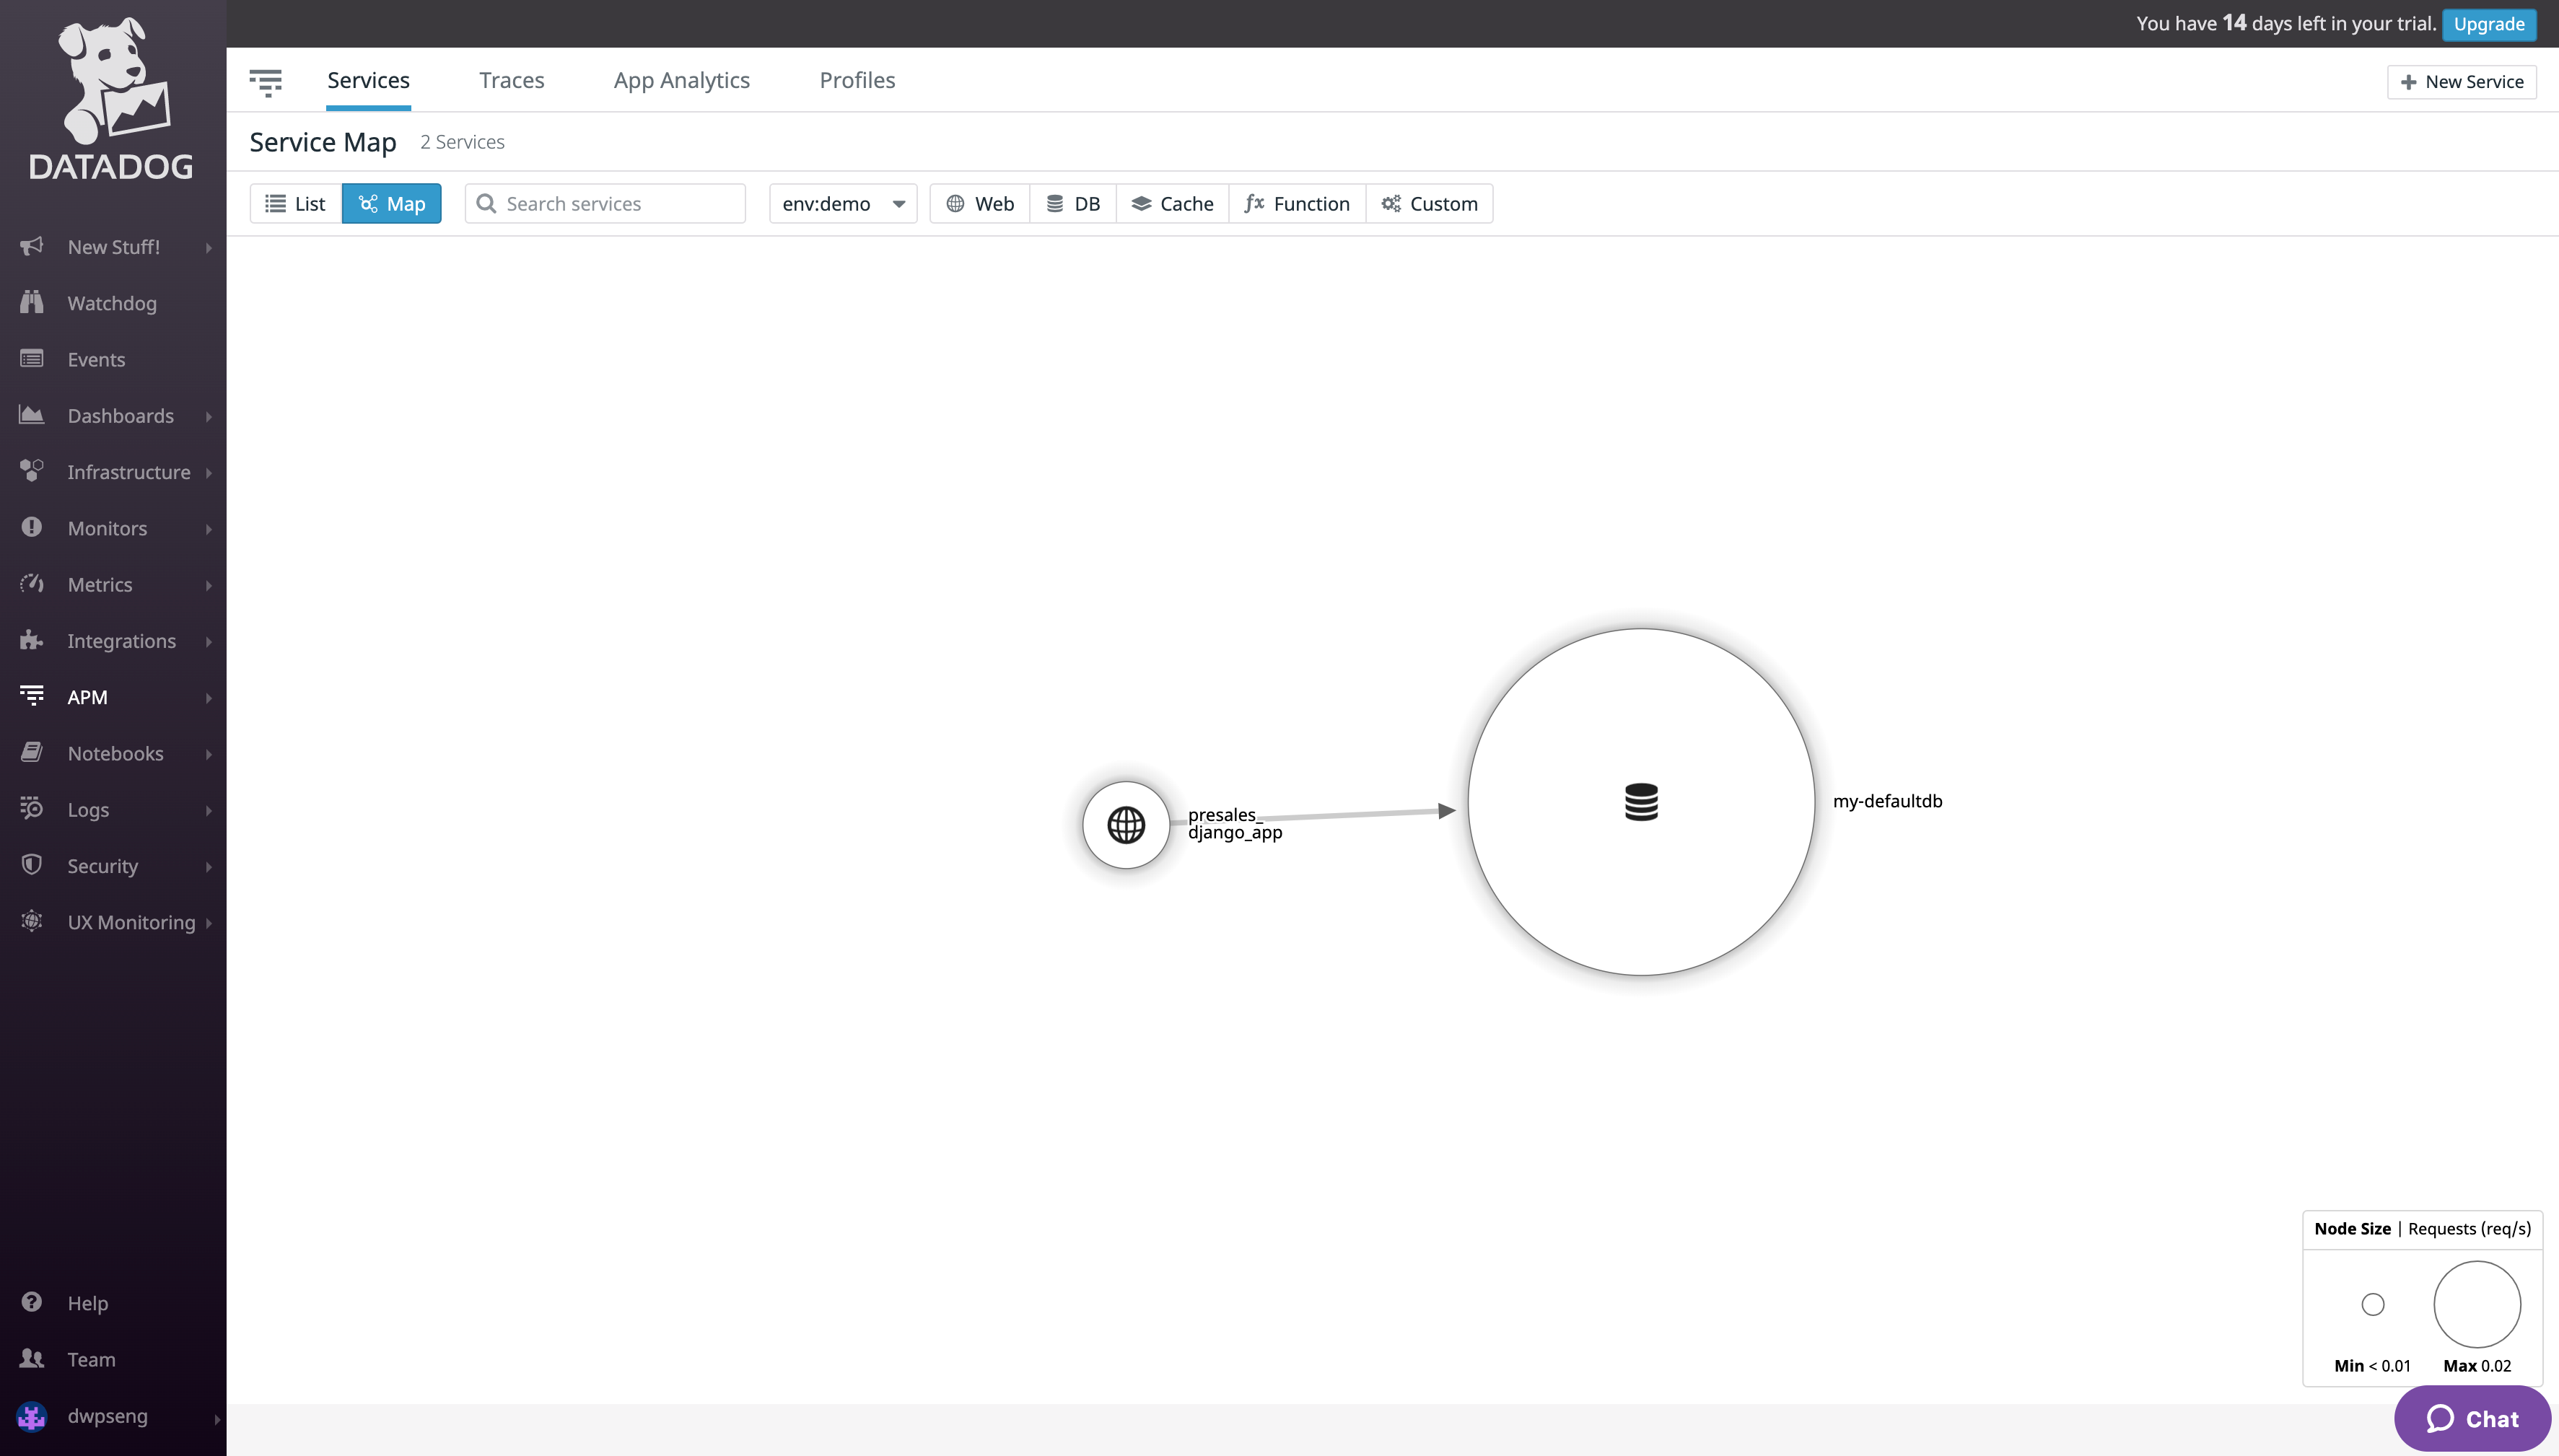 You have 14 days left in your trial. Upgrade
DATADOG
Services Traces App Analytics Profiles
New Service
Service Map 2 Services
List Map Search services env:demo Web DB Cache Function Custom
New Stuff!
Watchdog
Events
Dashboards
Infrastructure
Monitors
Metrics
Integrations
APM
Notebooks
Logs
Security
UX Monitoring
Help
Team
dwpseng
presales_
django_app
my-defaultdb
Node Size | Requests (req/s)
Min < 0.01 Max 0.02
Chat